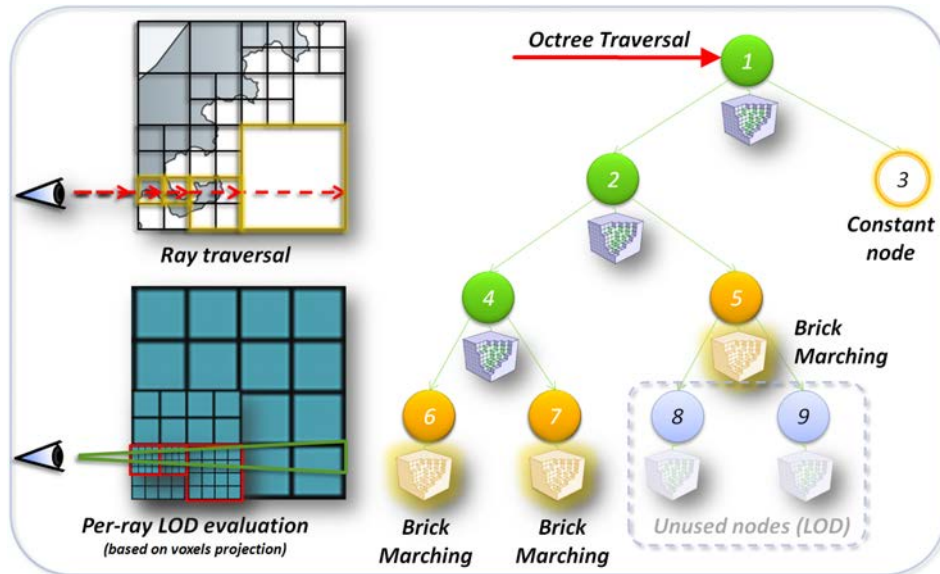 Octree Traversal
1
2
3
Constant
node
Ray traversal
4
5
Brick
Marching
6
7
8
9
Per-ray LOD evaluation
(based on voxels projection)
Brick
Marching
Brick
Marching
Unused nodes (LOD)